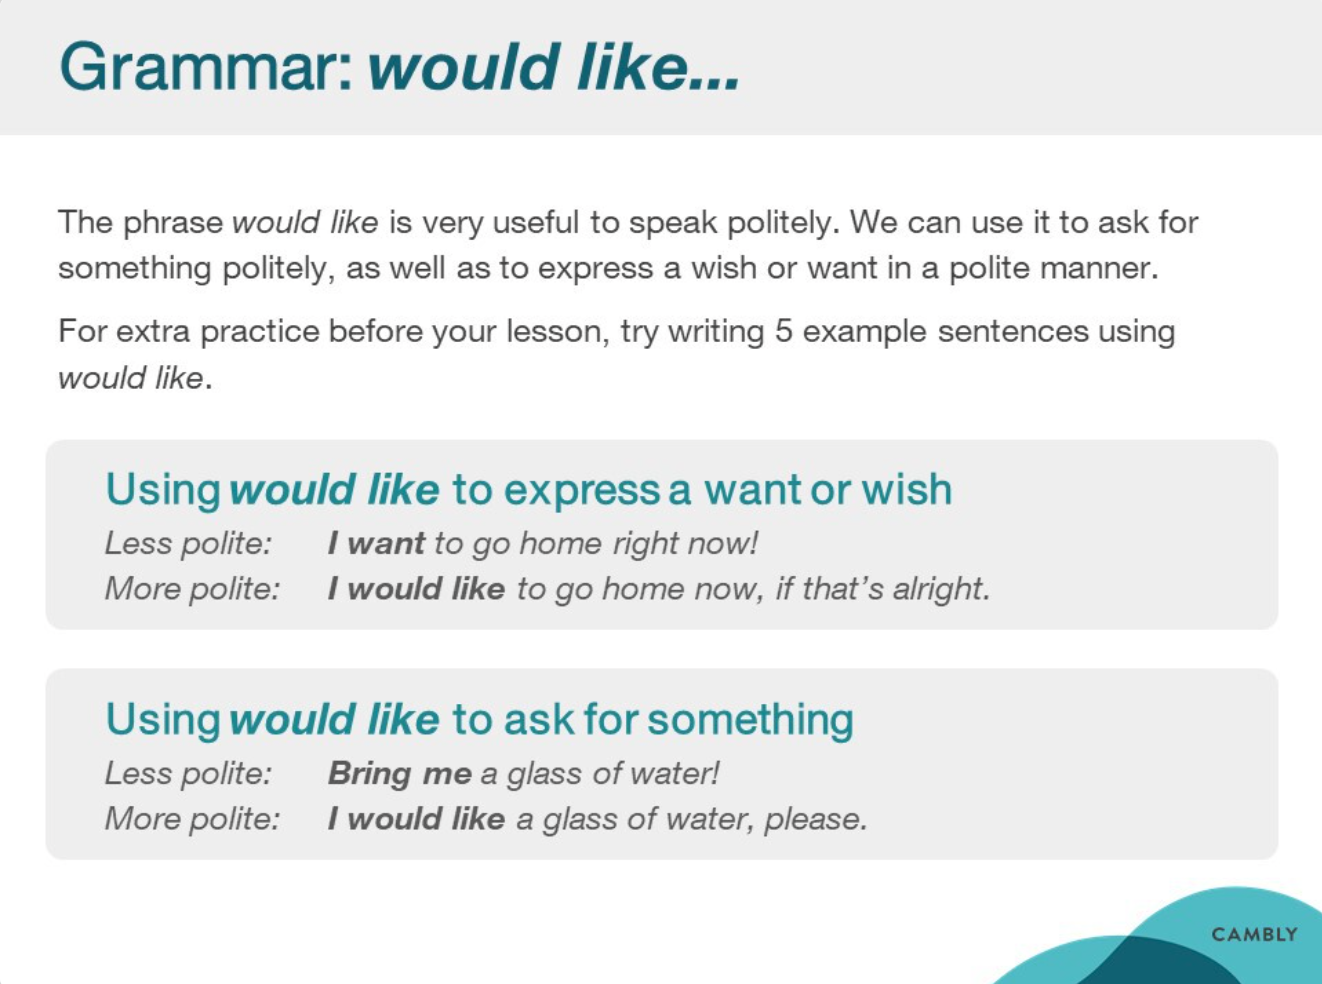 Grammar: would like...
The phrase would like is very useful to speak politely. We can use it to ask for
something politely, as well as to express a wish or want in a polite manner.
For extra practice before your lesson, try writing 5 example sentences using
would like.
Using would like to express a want or wish
Less polite: I want to go home right now!
More polite: I would like to go home now, if that's alright.
Using would like to ask for something
Less polite: Bring me a glass of water!
More polite: I would like a glass of water, please.
CAMBLY